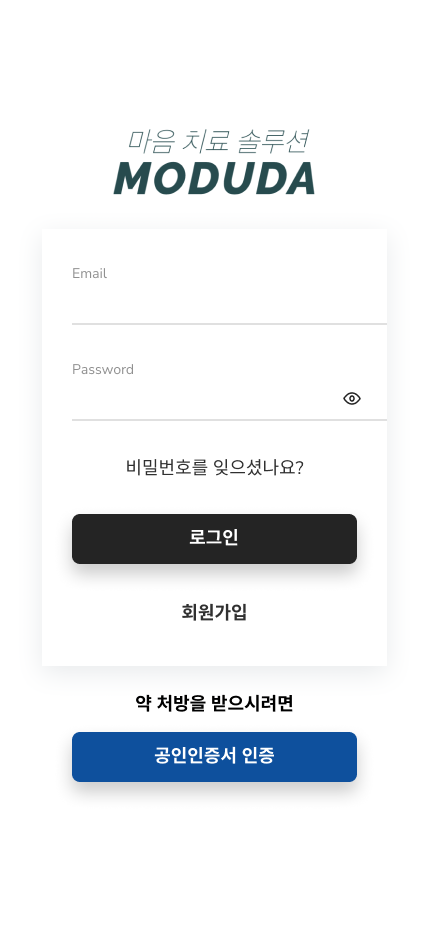 마음 치료 솔루션
MODUDA
Email
Password
비밀번호를 잊으셨나요?
로그인
회원가입
약 처방을 받으시려면
공인인증서 인증